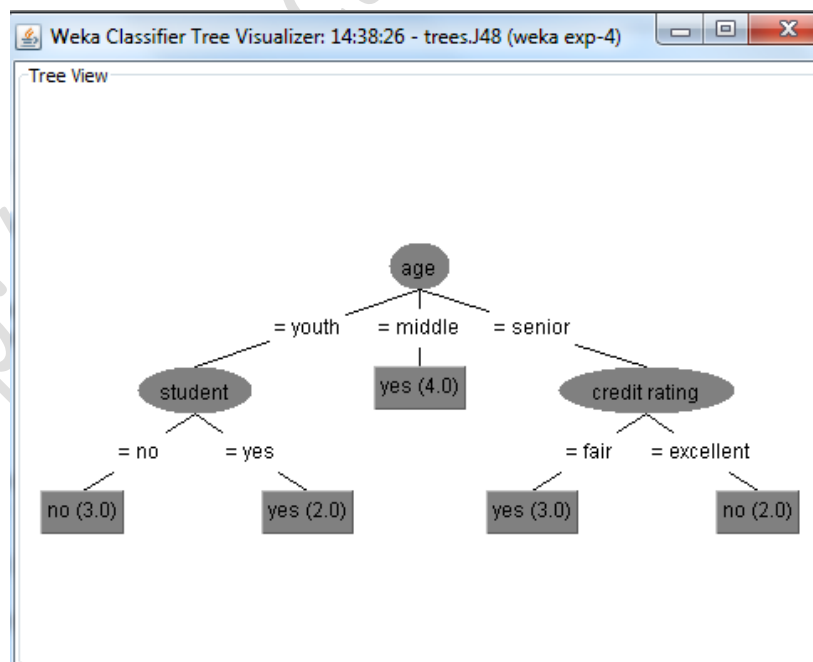 Weka Classifier Tree Visualizer: 14:38:26 - trees.J48 (weka exp-4)
Tree View
age
= youth = middle = senior
student yes (4.0) credit rating
= no = yes = fair = excellent
no (3.0) yes (2.0) yes (3.0) no (2.0)